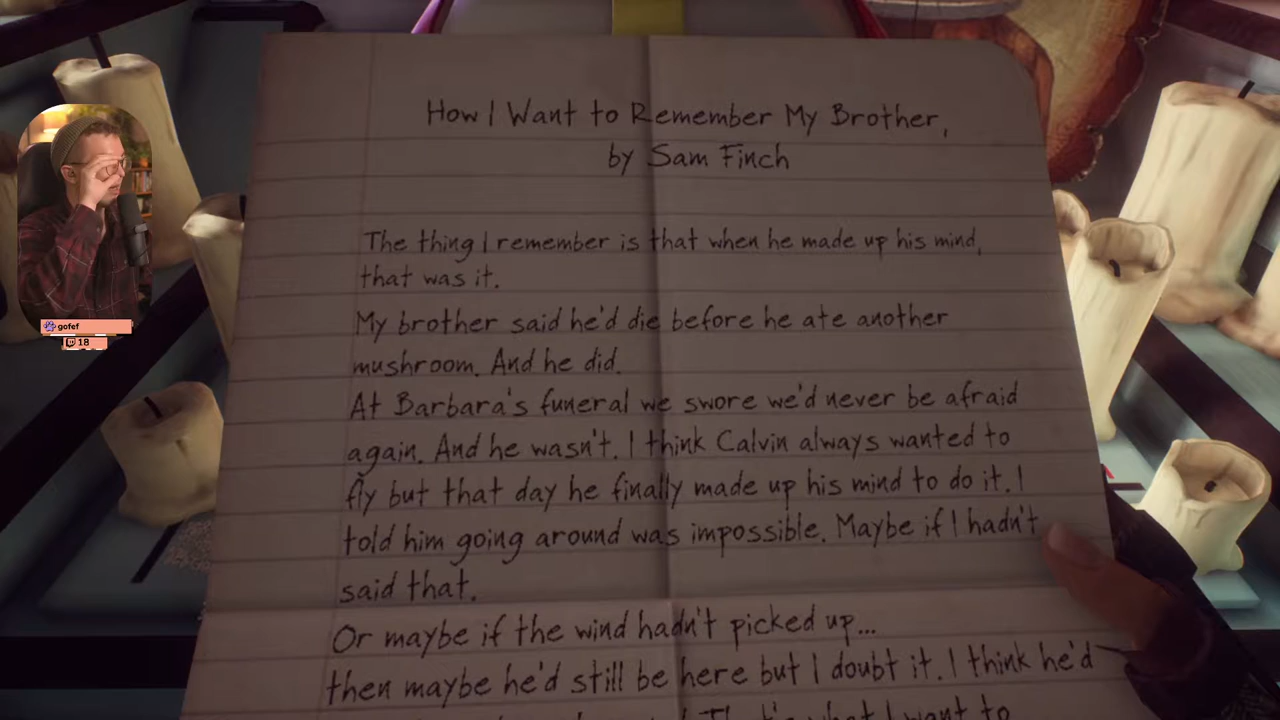 How I Want to Remember My Brother,
by Sam Finch
The thing I remember is that when he made up his mind,
that was it.
My brother said he'd die before he ate another
mushroom. And he did.
At Barbara's funeral we swore we'd never be afraid
again. And he wasn't. I think Calvin always wanted to
fly but that day he finally made up his mind to do it. I
told him going around was impossible. Maybe if I hadn't
said that.
Or maybe if the wind hadn't picked up...
then maybe he'd still be here but I doubt it. I think he'd
That's what I want to
gofef
18